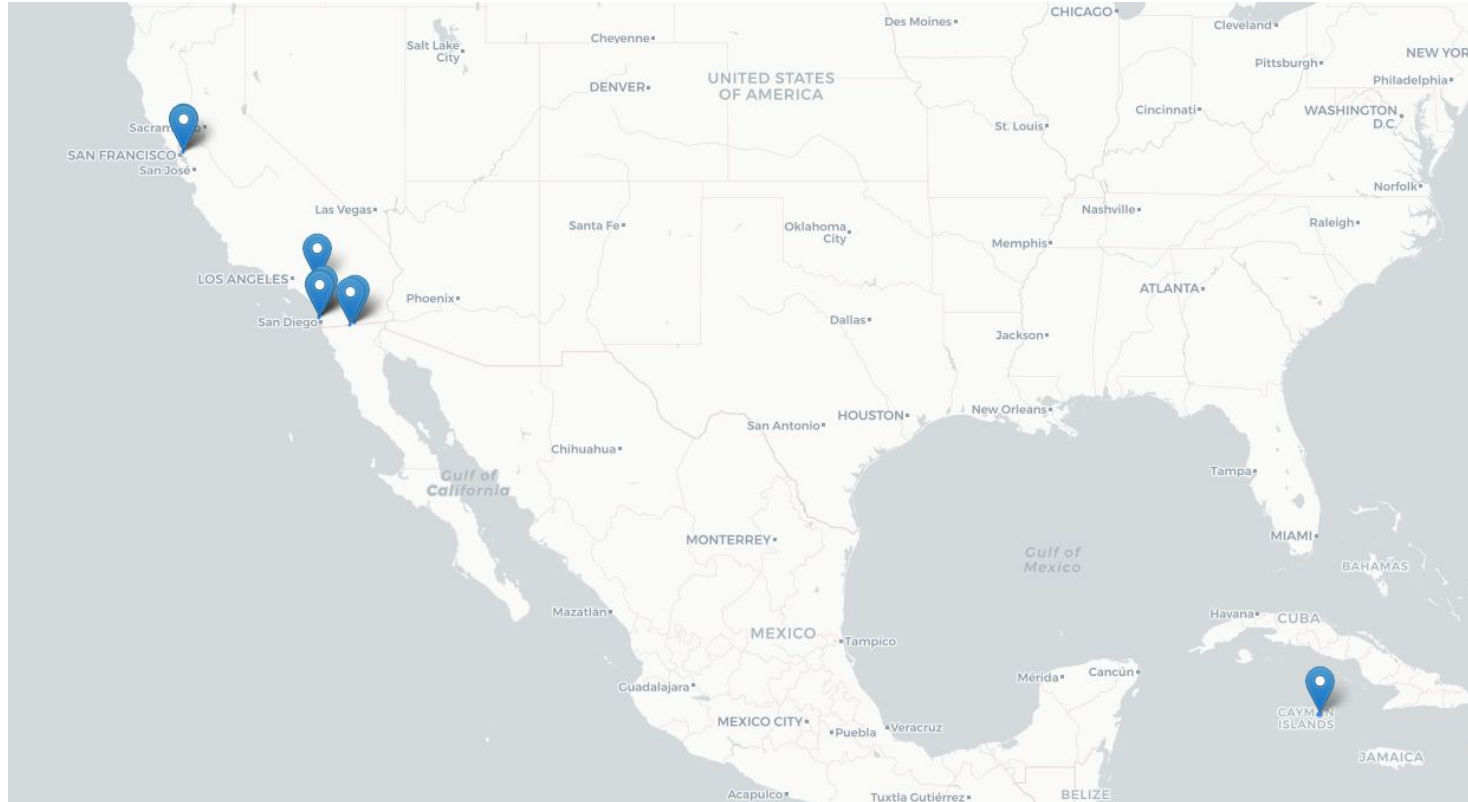 CHICAGO
Des Moines
Cleveland
Salt Lake
City
Cheyenne
NEW YOR
Pittsburgh
UNITED STATES
OF AMERICA
Philadelphia
DENVER
Cincinnati
WASHINGTON
D.C.
St. Louis
Sacram
SAN FRANCISCO
San José
Norfolk
Las Vegas
Nashville
Santa Fe
Oklahoma
City
Raleigh
Memphis
LOS ANGELES
ATLANTA
Phoenix
San Diego
Dallas
Jackson
New Orleans
HOUSTON
San Antonio
Chihuahua
Tampa
Gulf of
California
MIAMI
MONTERREY
Gulf of
Mexico
BAHAMAS
Mazatlán
Havana
CUBA
MEXICO
Tampico
Mérida
Cancún
Guadalajara
CAYMAN
ISLANDS
MEXICO CITY
Puebla
Veracruz
JAMAICA
Acapulco
Tuxtla Gutiérrez
BELIZE